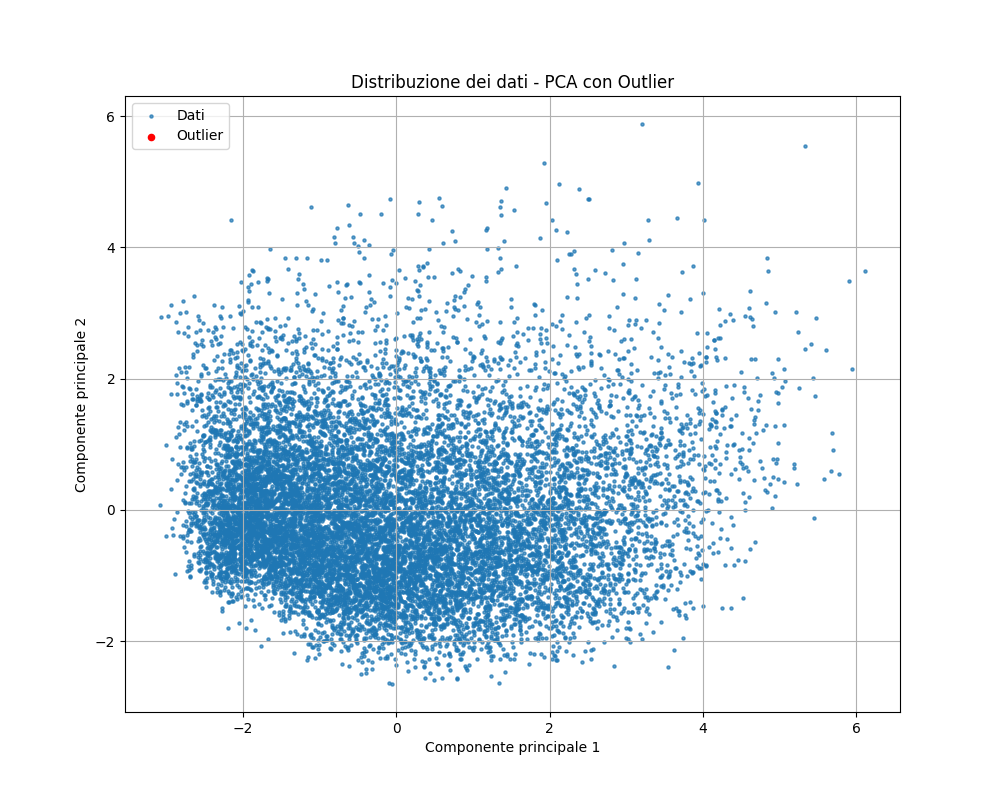 Distribuzione dei dati - PCA con Outlier
Dati
Outlier
6
4
2
0
−2
Componente principale 2
−2
0
2
4
6
Componente principale 1